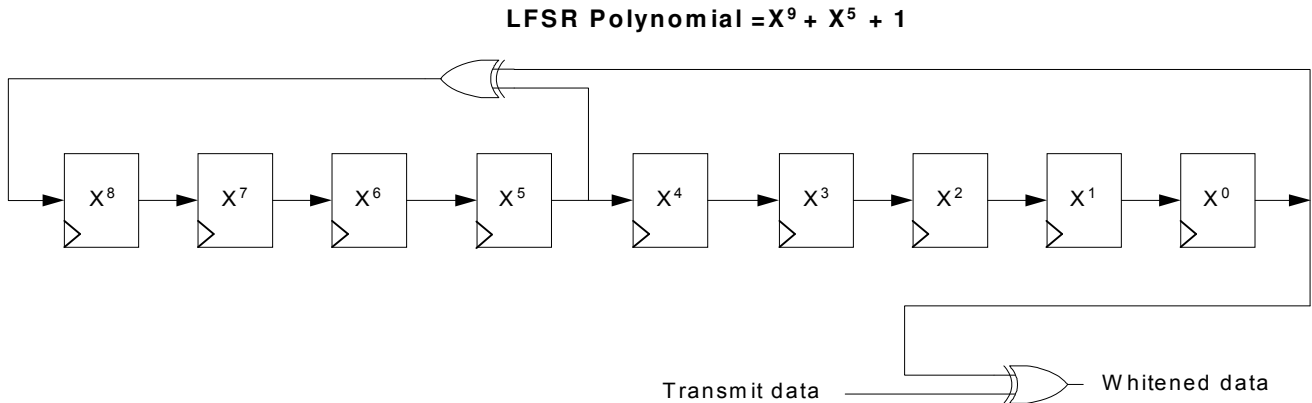 LFSR Polynomial =X⁹ + X⁵ + 1
X⁸ X⁷ X⁶ X⁵ X⁴ X³ X² X¹ X⁰
Transmit data
Whitened data